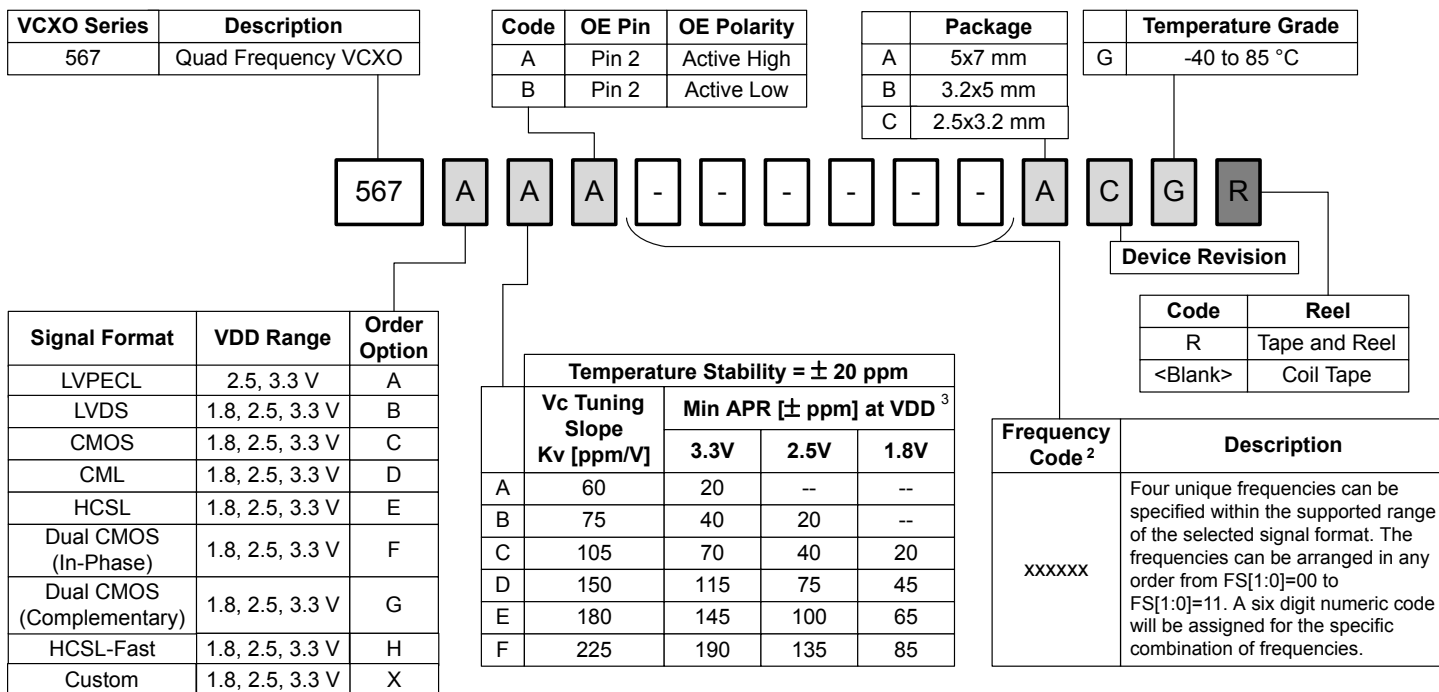 VCXO Series Description
567 Quad Frequency VCXO
Code OE Pin OE Polarity
A Pin 2 Active High
B Pin 2 Active Low
Package
A 5x7 mm
B 3.2x5 mm
C 2.5x3.2 mm
Temperature Grade
G -40 to 85 °C
567 A A A - - - - - - A C G R
Device Revision
Code Reel
R Tape and Reel
<Blank> Coil Tape
Signal Format VDD Range Order
Option
LVPECL 2.5, 3.3 V A
LVDS 1.8, 2.5, 3.3 V B
CMOS 1.8, 2.5, 3.3 V C
CML 1.8, 2.5, 3.3 V D
HCSL 1.8, 2.5, 3.3 V E
Dual CMOS
(In-Phase) 1.8, 2.5, 3.3 V F
Dual CMOS
(Complementary) 1.8, 2.5, 3.3 V G
HCSL-Fast 1.8, 2.5, 3.3 V H
Custom 1.8, 2.5, 3.3 V X
Temperature Stability = ± 20 ppm
Vc Tuning
Slope
Kv [ppm/V]
Min APR [± ppm] at VDD 3
3.3V 2.5V 1.8V
A 60 20 -- --
B 75 40 20 --
C 105 70 40 20
D 150 115 75 45
E 180 145 100 65
F 225 190 135 85
Frequency
Code 2
Description
xxxxxx
Four unique frequencies can be
specified within the supported range
of the selected signal format. The
frequencies can be arranged in any
order from FS[1:0]=00 to
FS[1:0]=11. A six digit numeric code
will be assigned for the specific
combination of frequencies.